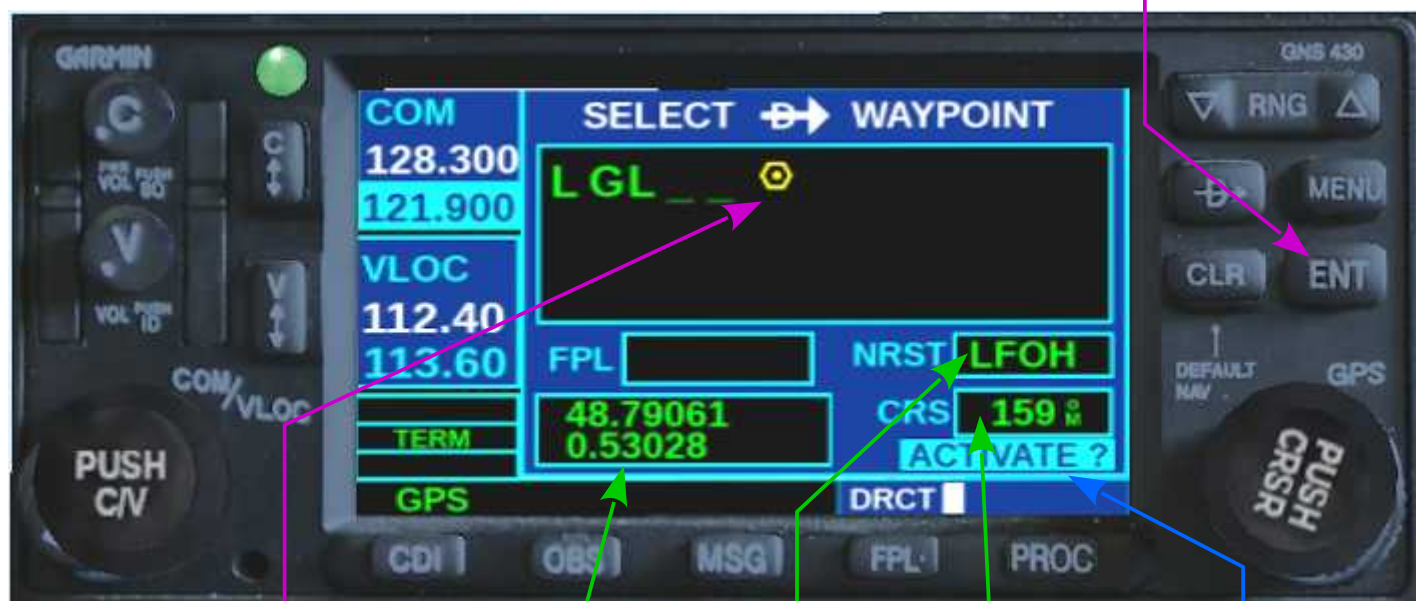 GARMIN
GNS 430
C
PWR
VOL PUSH
SQ
C
V
VOL PUSH
ID
V
COM/VLOC
PUSH
C/V
COM
128.300
121.900
VLOC
112.40
113.60
TERM
GPS
SELECT D WAYPOINT
LGL _ _
FPL
NRST LFOH
48.79061
0.53028
CRS 159 °M
ACTIVATE ?
DRCT
RNG
D
MENU
CLR
ENT
DEFAULT
NAV
GPS
PUSH
CRSR
CDI
OBS
MSG
FPL
PROC